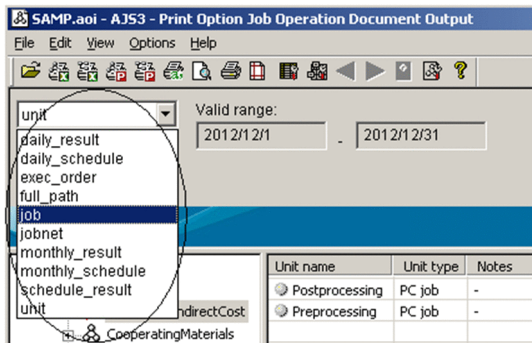 SAMP.aoi - AJS3 - Print Option Job Operation Document Output
File Edit View Options Help
unit
Valid range:
2012/12/1 - 2012/12/31
daily_result
daily_schedule
exec_order
full_path
job
jobnet
monthly_result
monthly_schedule
schedule_result
unit
Unit name Unit type Notes
Postprocessing PC job -
Preprocessing PC job -
ndirectCost
CooperatingMaterials